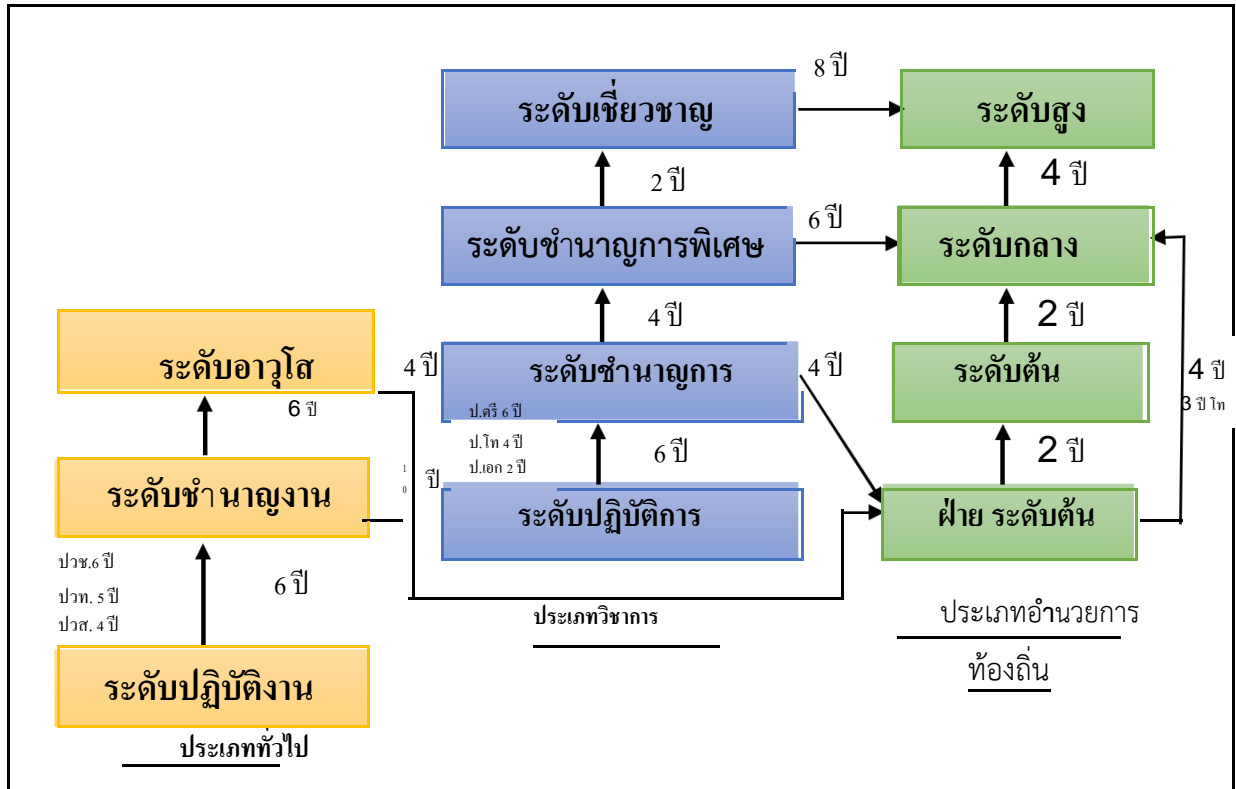 8 ปี
ระดับเชี่ยวชาญ
ระดับสูง
2 ปี
4 ปี
6 ปี
ระดับชำนาญการพิเศษ
ระดับกลาง
4 ปี
2 ปี
ระดับอาวุโส
4 ปี
ระดับชำนาญการ
4 ปี
ระดับต้น
4 ปี
3 ปี โท
6 ปี
ป.ตรี 6 ปี
ป.โท 4 ปี
ป.เอก 2 ปี
6 ปี
2 ปี
10 ปี
ระดับชำนาญงาน
ระดับปฏิบัติการ
ฝ่าย ระดับต้น
ปวช.6 ปี
ปวท. 5 ปี
ปวส. 4 ปี
6 ปี
ประเภทวิชาการ
ประเภทอำนวยการ
ท้องถิ่น
ระดับปฏิบัติงาน
ประเภททั่วไป